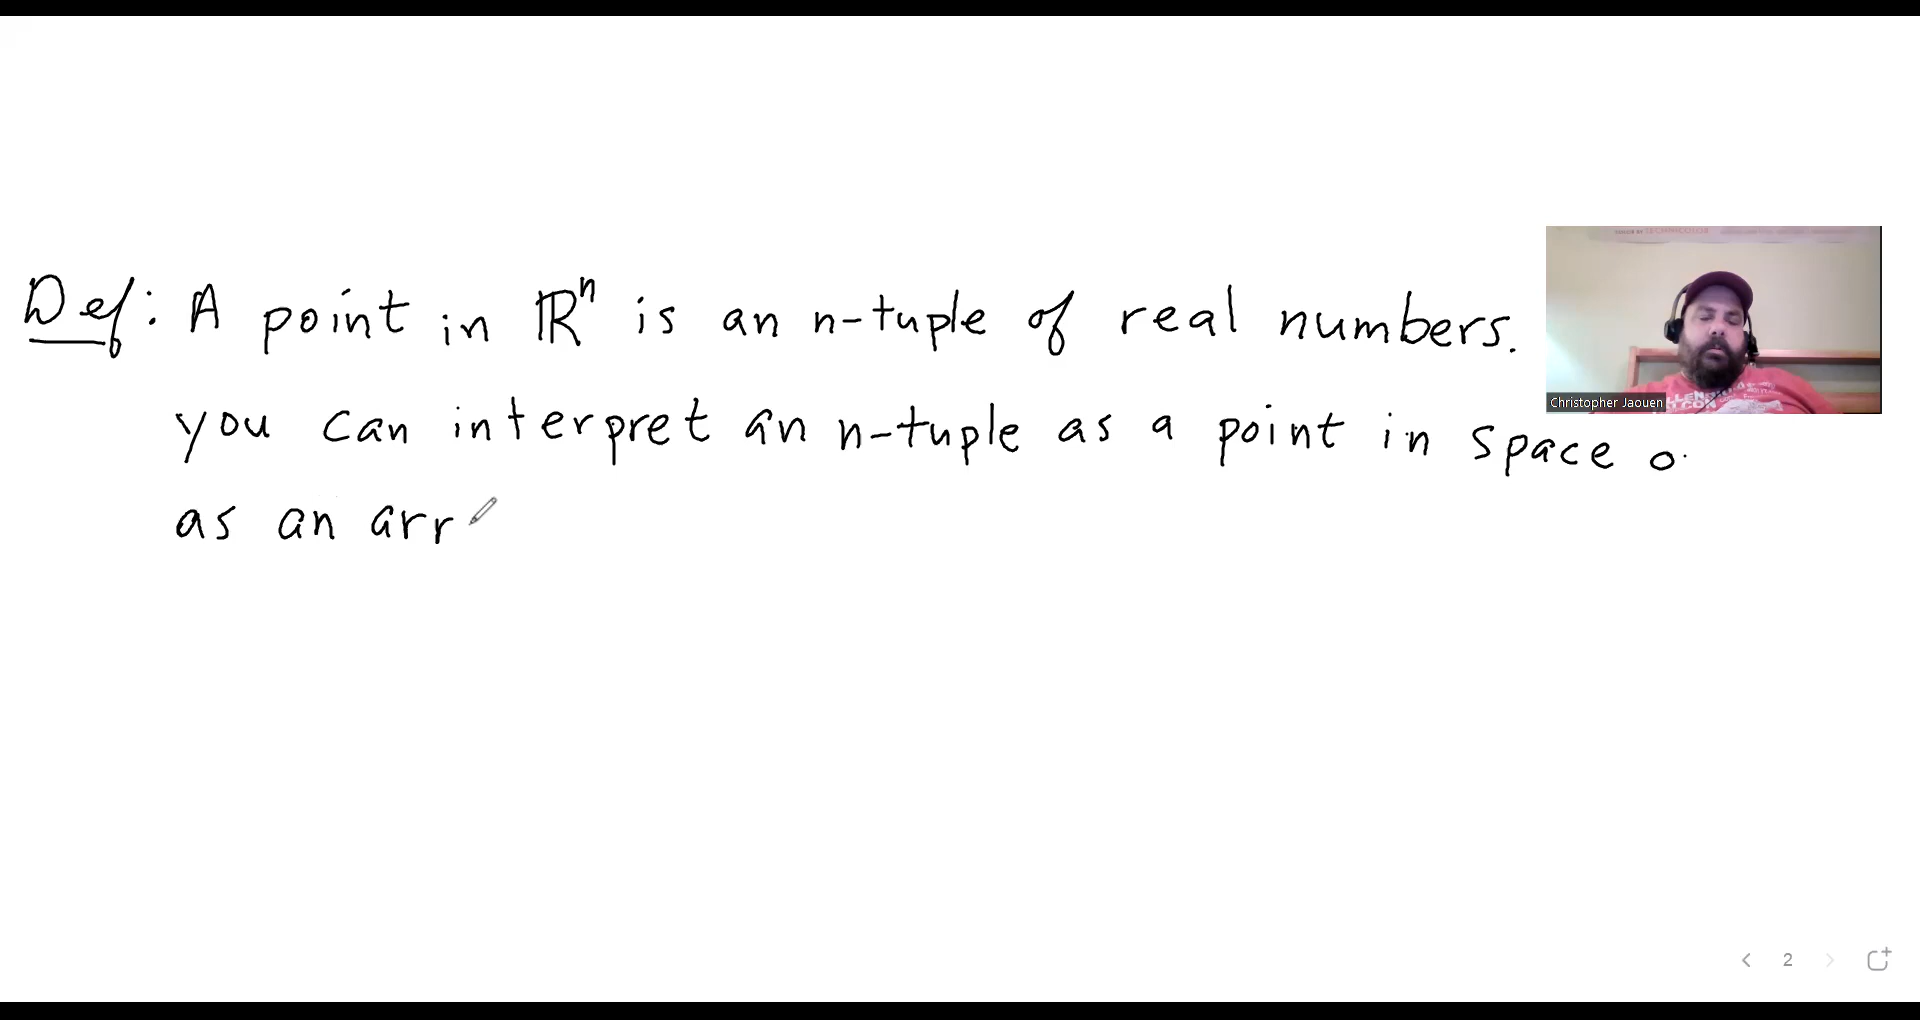 Def: A point in ℝⁿ is an n-tuple of real numbers.
you can interpret an n-tuple as a point in space o
as an arr
Christopher Jaouen
2